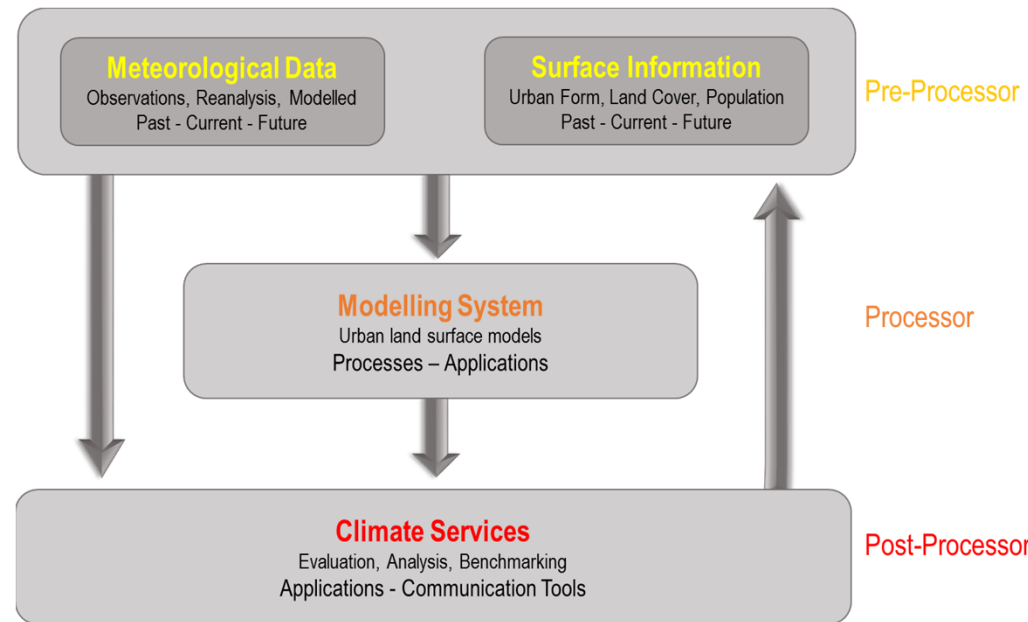 Meteorological Data
Observations, Reanalysis, Modelled
Past - Current - Future
Surface Information
Urban Form, Land Cover, Population
Past - Current - Future
Pre-Processor
Modelling System
Urban land surface models
Processes – Applications
Processor
Climate Services
Evaluation, Analysis, Benchmarking
Applications - Communication Tools
Post-Processor